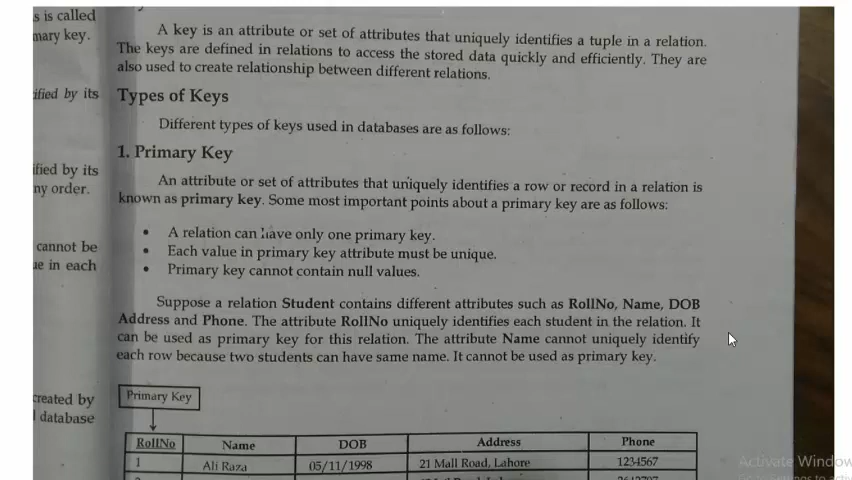 s is called
mary key.
ified by its
ified by its
ny order.
cannot be
ue in each
created by
l database
A key is an attribute or set of attributes that uniquely identifies a tuple in a relation.
The keys are defined in relations to access the stored data quickly and efficiently. They are
also used to create relationship between different relations.
Types of Keys
Different types of keys used in databases are as follows:
1. Primary Key
An attribute or set of attributes that uniquely identifies a row or record in a relation is
known as primary key. Some most important points about a primary key are as follows:
• A relation can have only one primary key.
• Each value in primary key attribute must be unique.
• Primary key cannot contain null values.
Suppose a relation Student contains different attributes such as RollNo, Name, DOB
Address and Phone. The attribute RollNo uniquely identifies each student in the relation. It
can be used as primary key for this relation. The attribute Name cannot uniquely identify
each row because two students can have same name. It cannot be used as primary key.
Primary Key
RollNo Name DOB Address Phone
1 Ali Raza 05/11/1998 21 Mall Road, Lahore 1234567
Activate Window